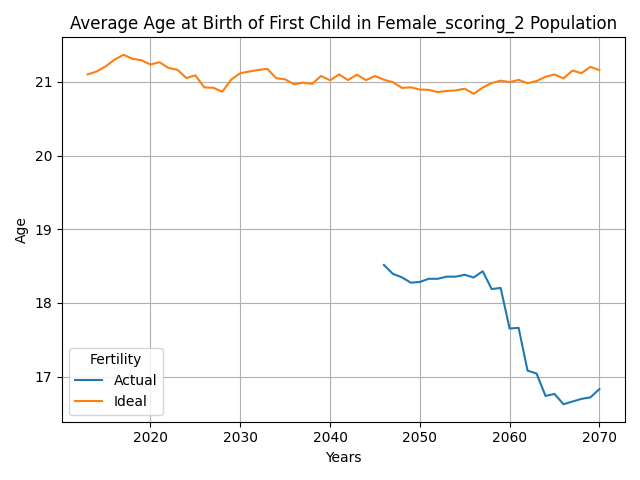 Average Age at Birth of First Child in Female_scoring_2 Population
21
20
19
18
17
Age
Fertility
Actual
Ideal
2020 2030 2040 2050 2060 2070
Years